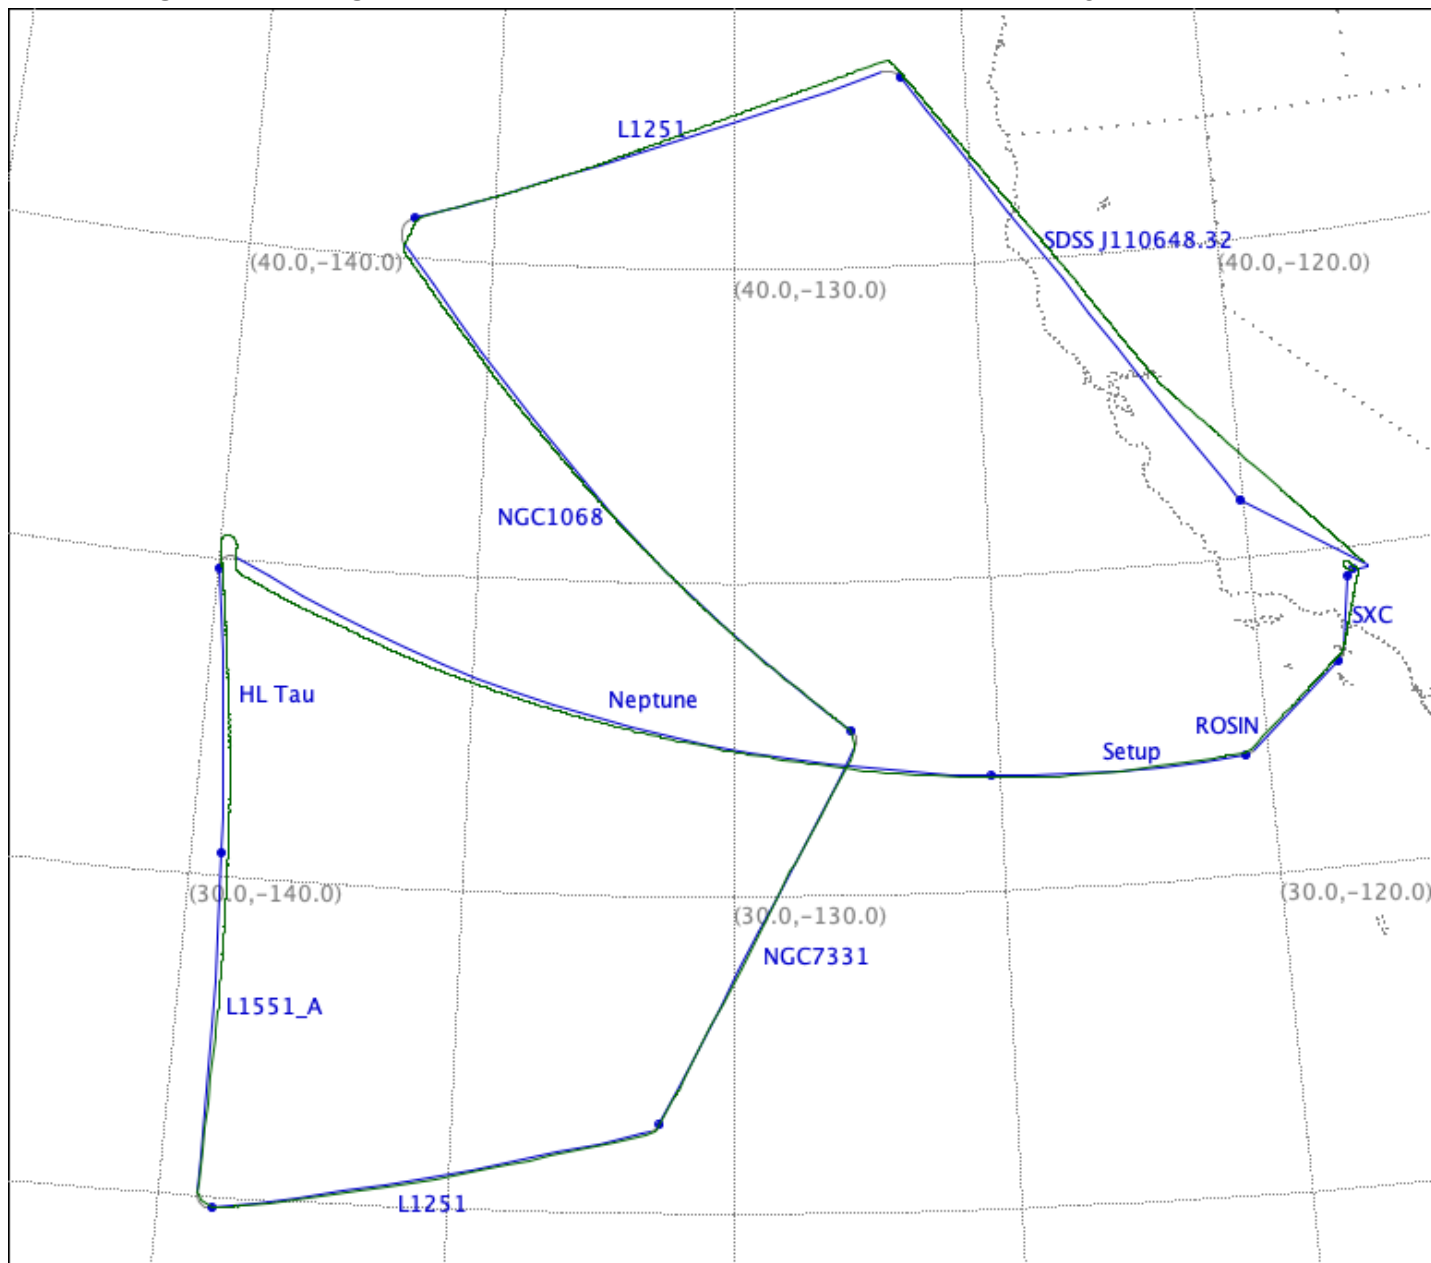 L1251
SDSS J110648.32
(40.0,-140.0)
(40.0,-130.0)
(40.0,-120.0)
NGC1068
SXC
HL Tau
Neptune
ROSIN
Setup
(30.0,-140.0)
(30.0,-130.0)
(30.0,-120.0)
NGC7331
L1551_A
L1251